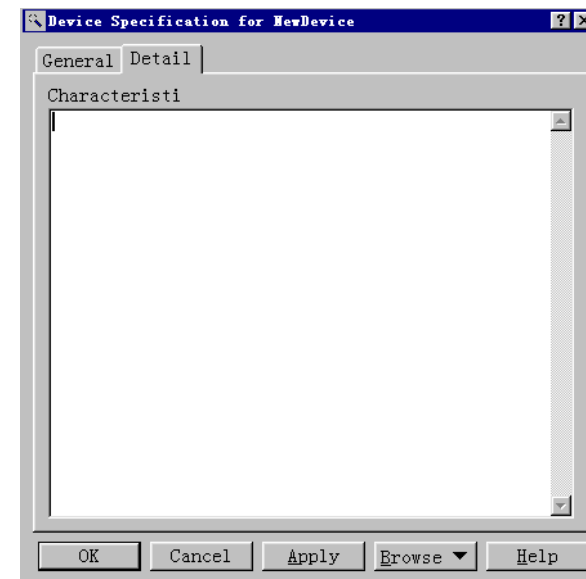 Device Specification for NewDevice
General Detail
Characteristi
OK Cancel Apply Browse Help